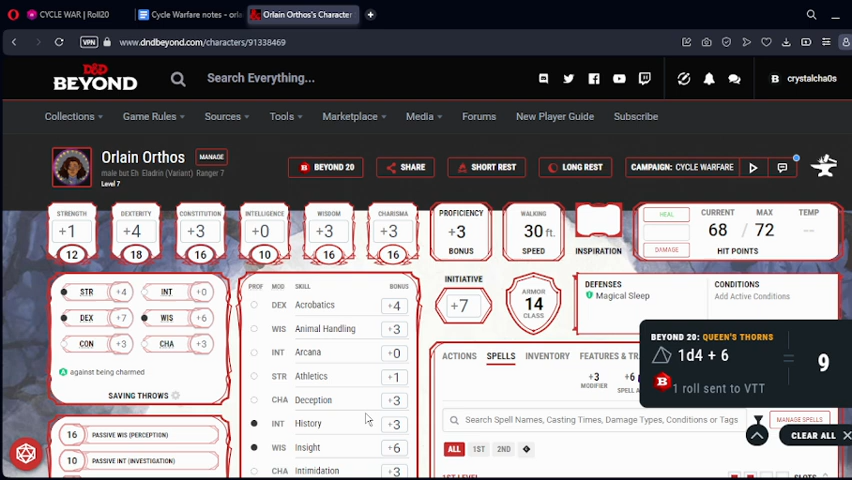 CYCLE WAR | Roll20
Cycle Warfare notes - orla
Orlain Orthos's Character
VPN
www.dndbeyond.com/characters/91338469
D&D
BEYOND
Search Everything...
crystalcha0s
Collections
Game Rules
Sources
Tools
Marketplace
Media
Forums
New Player Guide
Subscribe
Orlain Orthos
MANAGE
male but Eh Eladrin (Variant) Ranger 7
Level 7
BEYOND 20
SHARE
SHORT REST
LONG REST
CAMPAIGN: CYCLE WARFARE
STRENGTH
+1
12
DEXTERITY
+4
18
CONSTITUTION
+3
16
INTELLIGENCE
+0
10
WISDOM
+3
16
CHARISMA
+3
16
PROFICIENCY
+3
BONUS
WALKING
30 ft.
SPEED
INSPIRATION
HEAL
DAMAGE
CURRENT
68 /
MAX
72
TEMP
--
HIT POINTS
STR +4
INT +0
DEX +7
WIS +6
CON +3
CHA +3
A against being charmed
SAVING THROWS
16 PASSIVE WIS (PERCEPTION)
10 PASSIVE INT (INVESTIGATION)
PROF MOD SKILL BONUS
DEX Acrobatics +4
WIS Animal Handling +3
INT Arcana +0
STR Athletics +1
CHA Deception +3
INT History +3
WIS Insight +6
CHA Intimidation +3
INITIATIVE
+7
ARMOR
14
CLASS
DEFENSES
Magical Sleep
CONDITIONS
Add Active Conditions
ACTIONS
SPELLS
INVENTORY
FEATURES & TRA
+3
MODIFIER
+6
SPELL A
Search Spell Names, Casting Times, Damage Types, Conditions or Tags
MANAGE SPELLS
ALL
1ST
2ND
1ST LEVEL
SLOTS
BEYOND 20: QUEEN'S THORNS
1d4 + 6 = 9
1 roll sent to VTT
CLEAR ALL